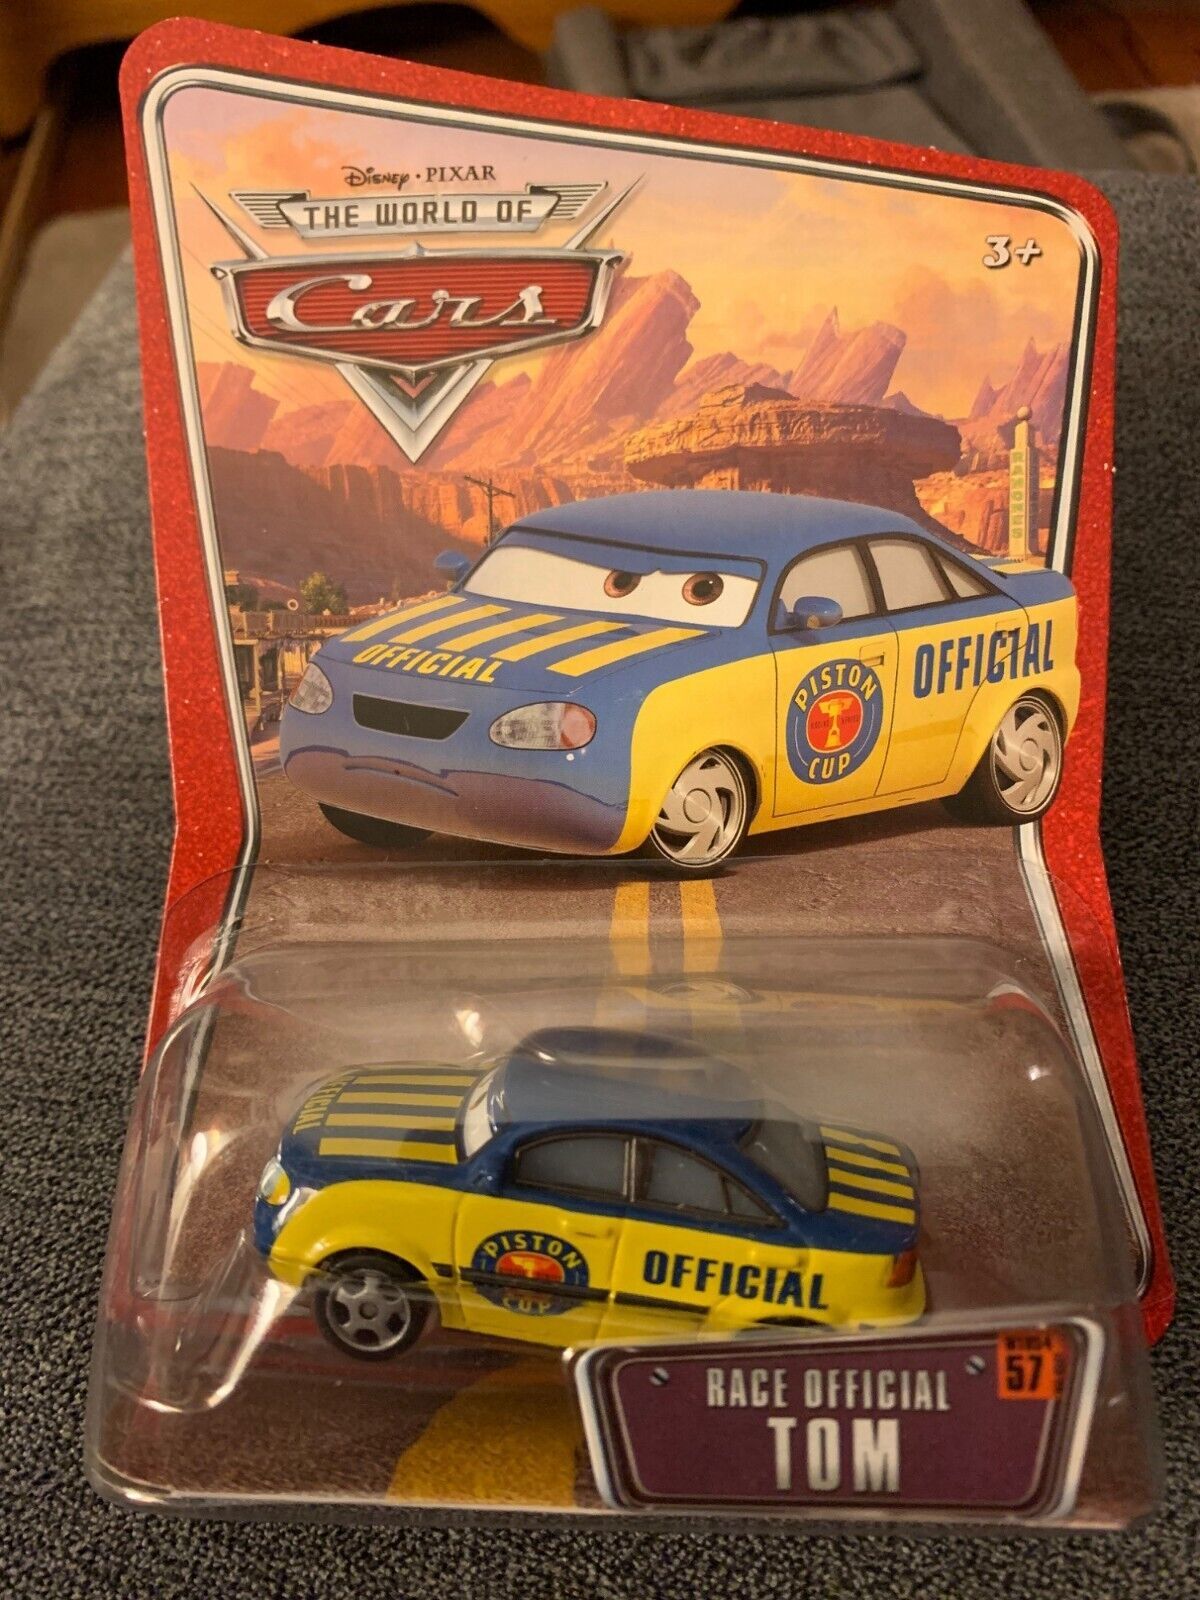 Disney · PIXAR
THE WORLD OF
Cars
3+
RAMONES
OFFICIAL
PISTON
CUP
OFFICIAL
OFFICIAL
PISTON
CUP
OFFICIAL
RACE OFFICIAL
TOM
57